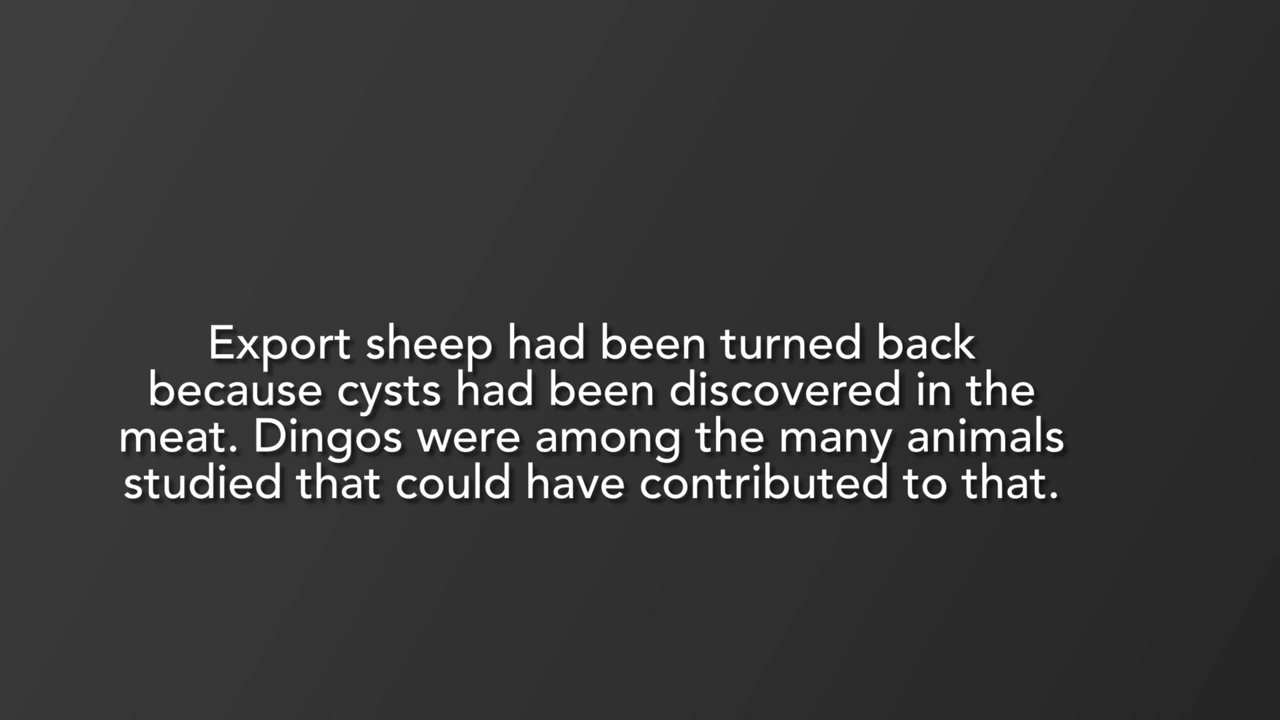 Export sheep had been turned back
because cysts had been discovered in the
meat. Dingos were among the many animals
studied that could have contributed to that.